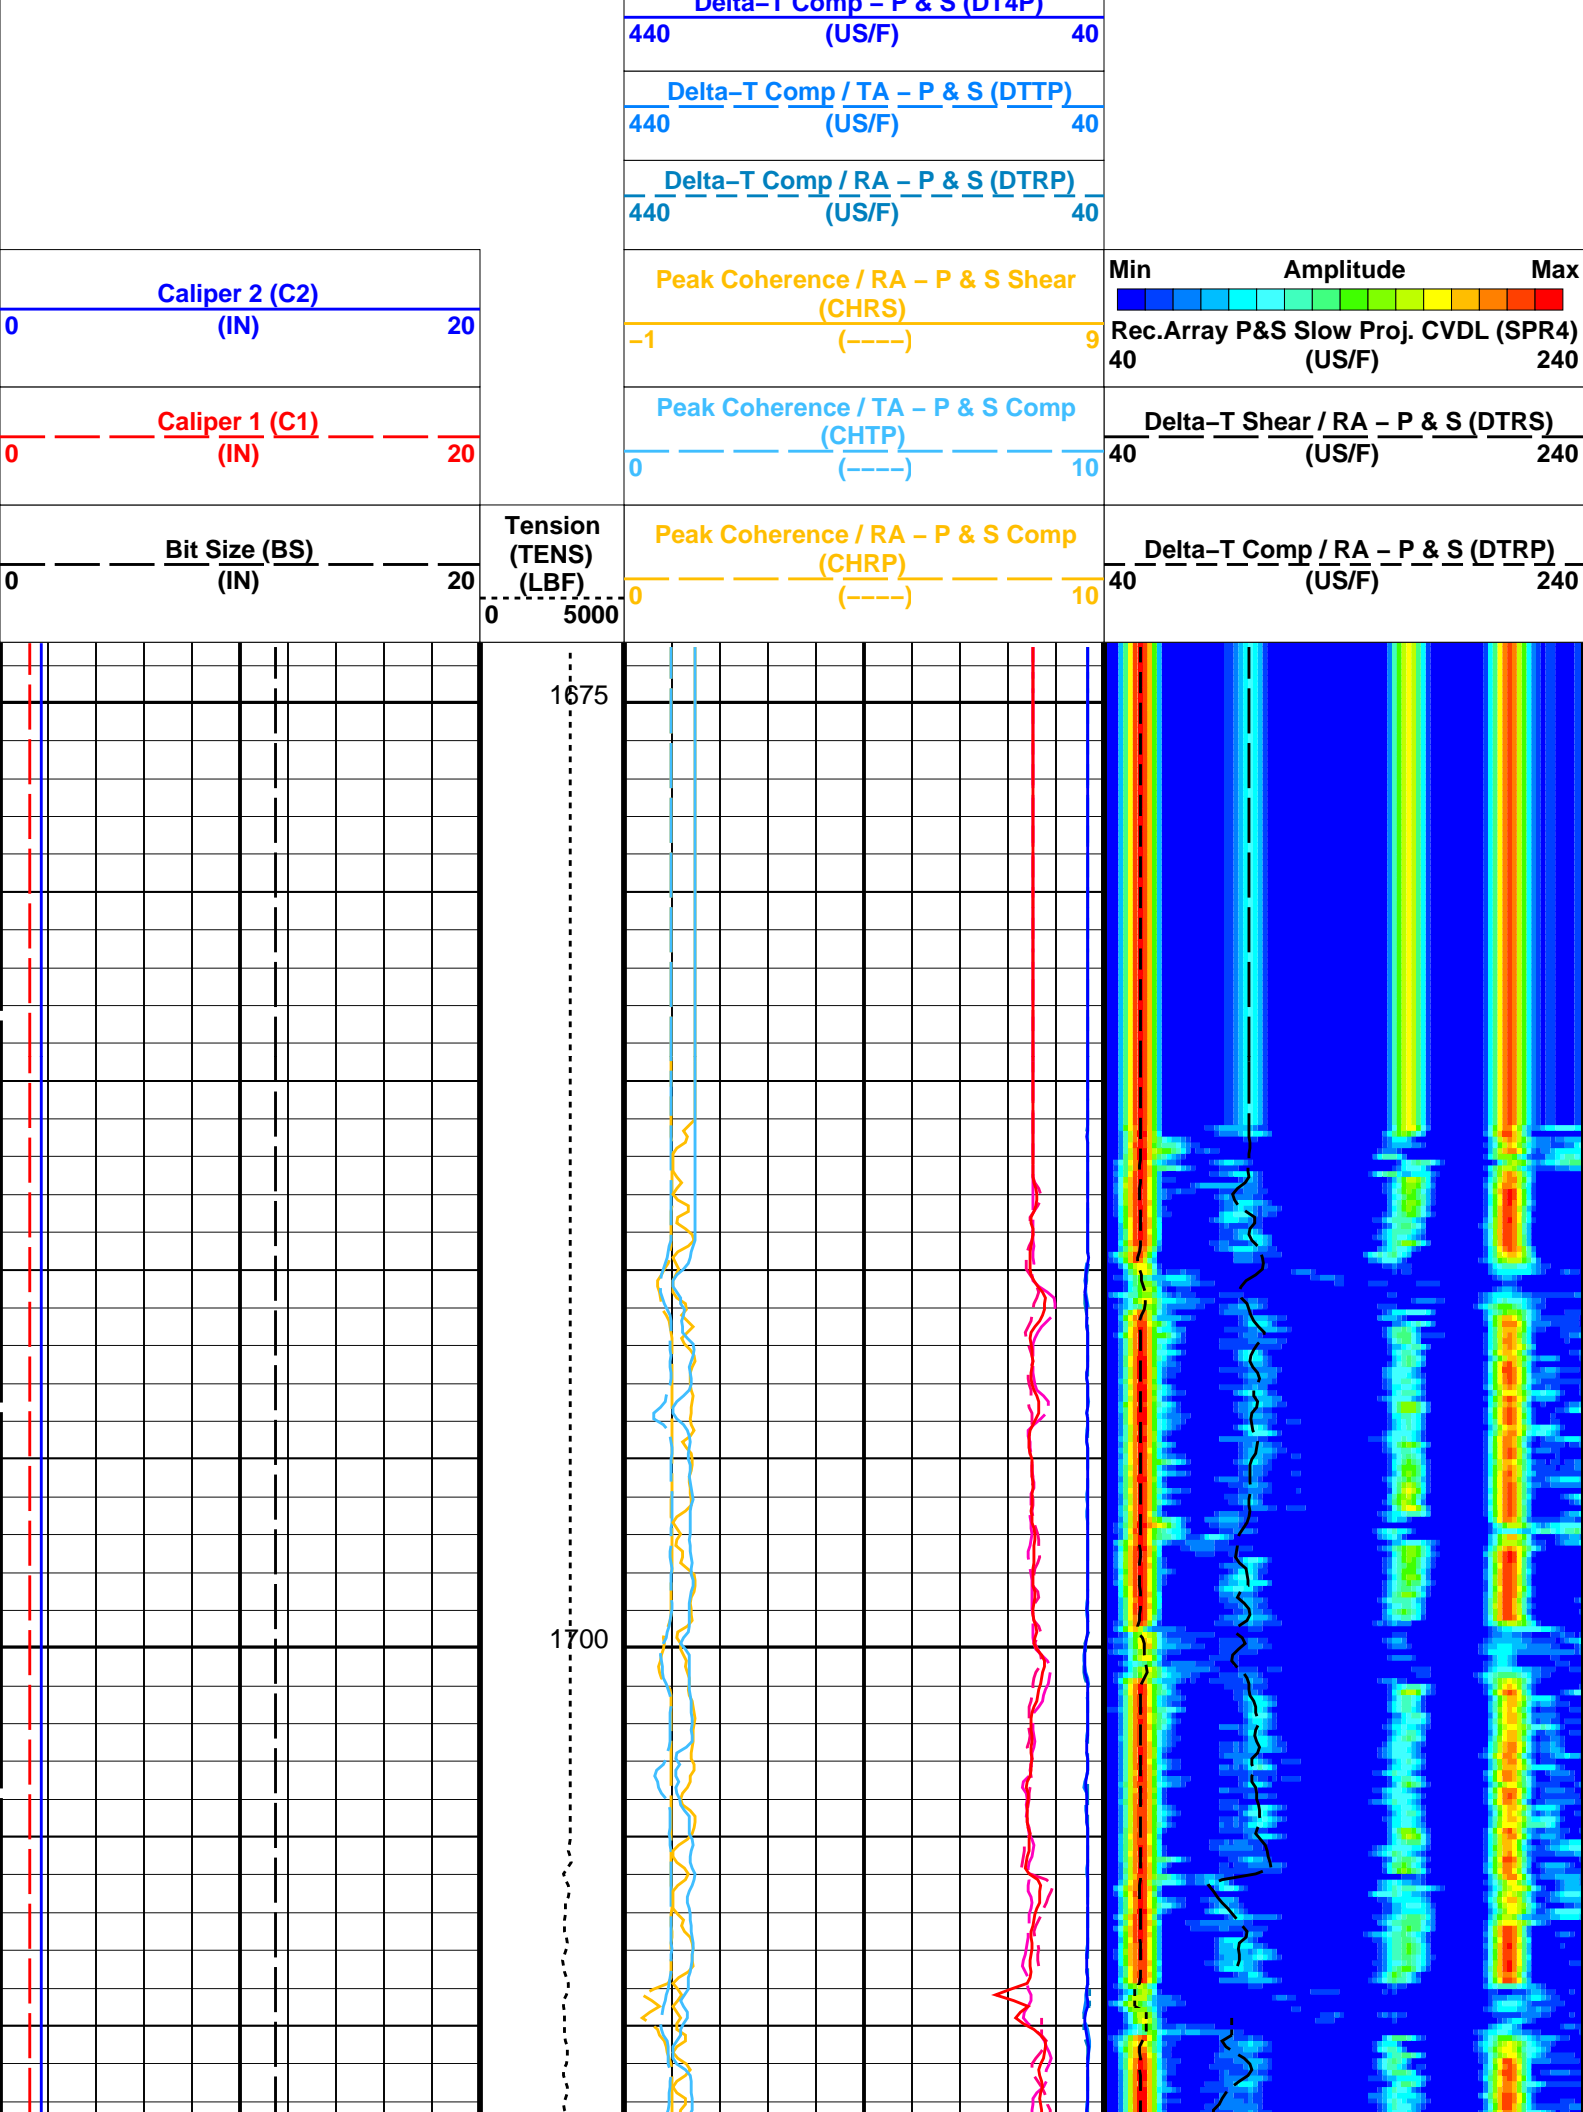 Delta–T Comp – P & S (DT4P)
440 (US/F) 40
Delta–T Comp / TA – P & S (DTTP)
440 (US/F) 40
Delta–T Comp / RA – P & S (DTRP)
440 (US/F) 40
Caliper 2 (C2)
0 (IN) 20
Caliper 1 (C1)
0 (IN) 20
Bit Size (BS)
0 (IN) 20
Tension
(TENS)
(LBF)
0 5000
Peak Coherence / RA – P & S Shear
(CHRS)
–1 (––––) 9
Peak Coherence / TA – P & S Comp
(CHTP)
0 (––––) 10
Peak Coherence / RA – P & S Comp
(CHRP)
0 (––––) 10
Min Amplitude Max
Rec.Array P&S Slow Proj. CVDL (SPR4)
40 (US/F) 240
Delta–T Shear / RA – P & S (DTRS)
40 (US/F) 240
Delta–T Comp / RA – P & S (DTRP)
40 (US/F) 240
1675
1700